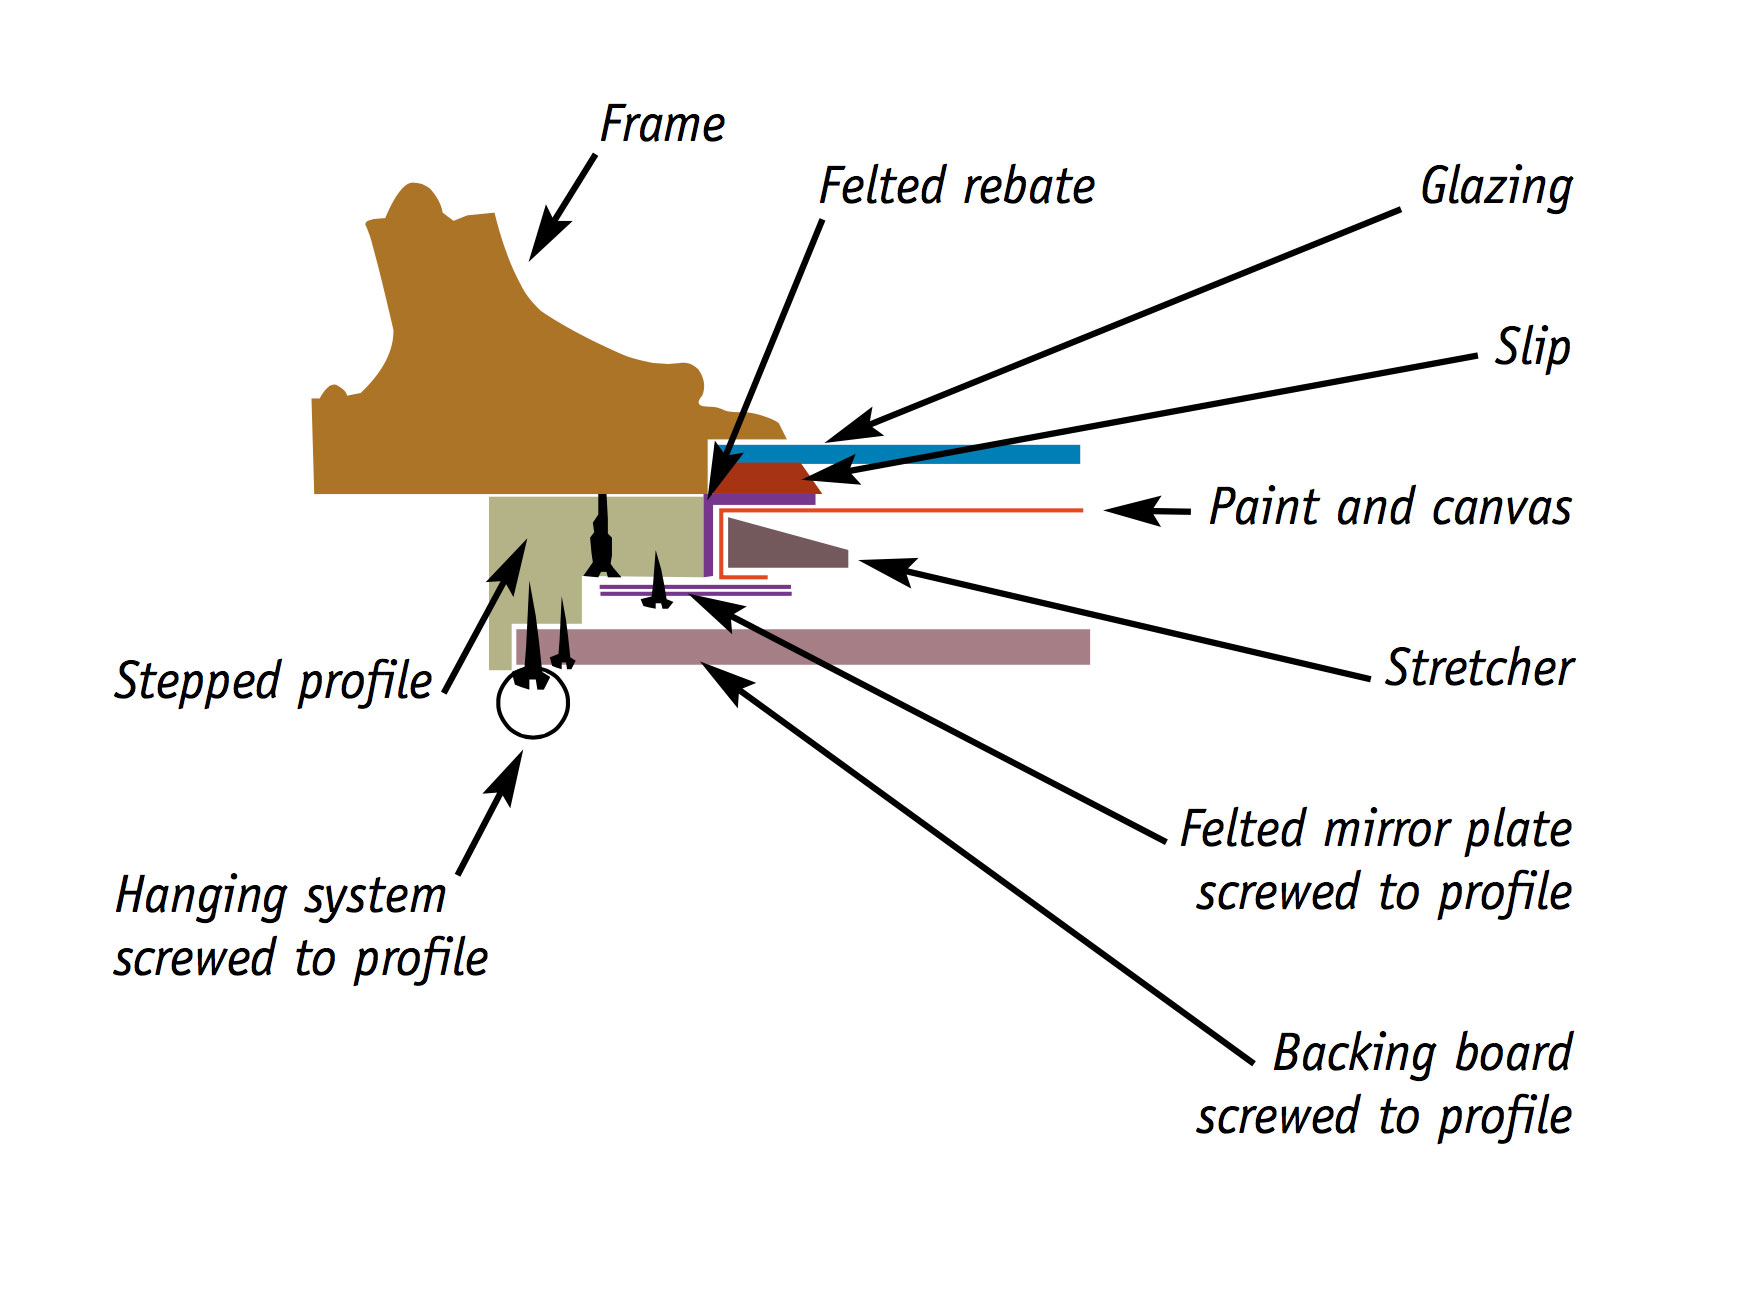 Frame
Felted rebate
Glazing
Slip
Paint and canvas
Stepped profile
Stretcher
Felted mirror plate
screwed to profile
Hanging system
screwed to profile
Backing board
screwed to profile